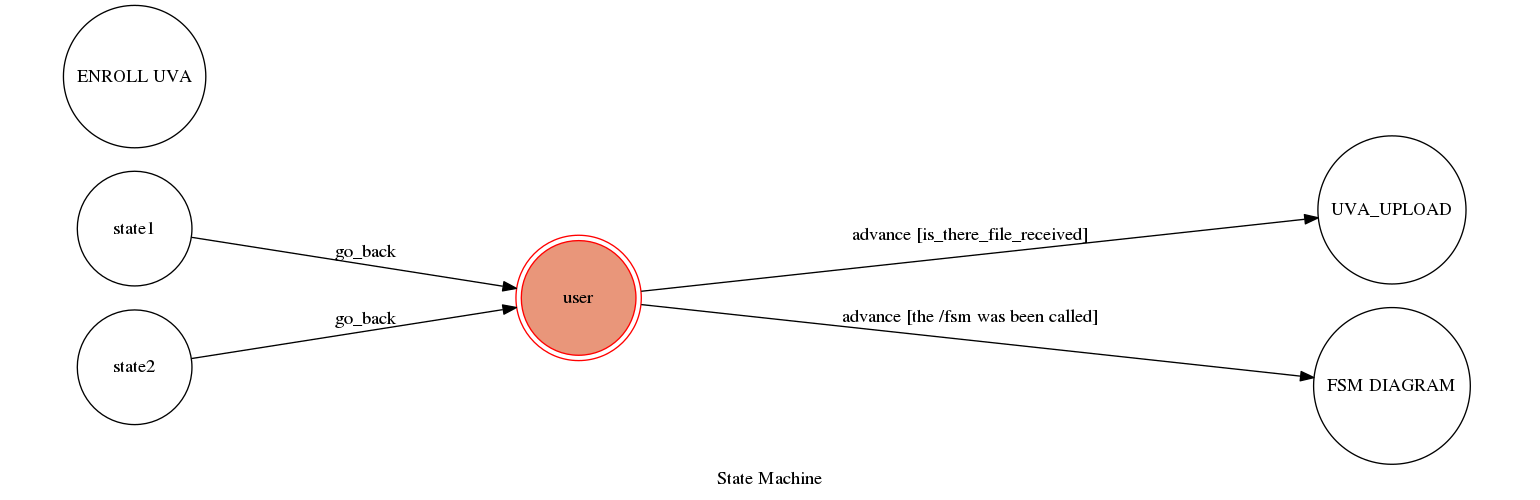 ENROLL UVA
state1
go_back
state2
go_back
user
advance [is_there_file_received]
advance [the /fsm was been called]
UVA_UPLOAD
FSM DIAGRAM
State Machine